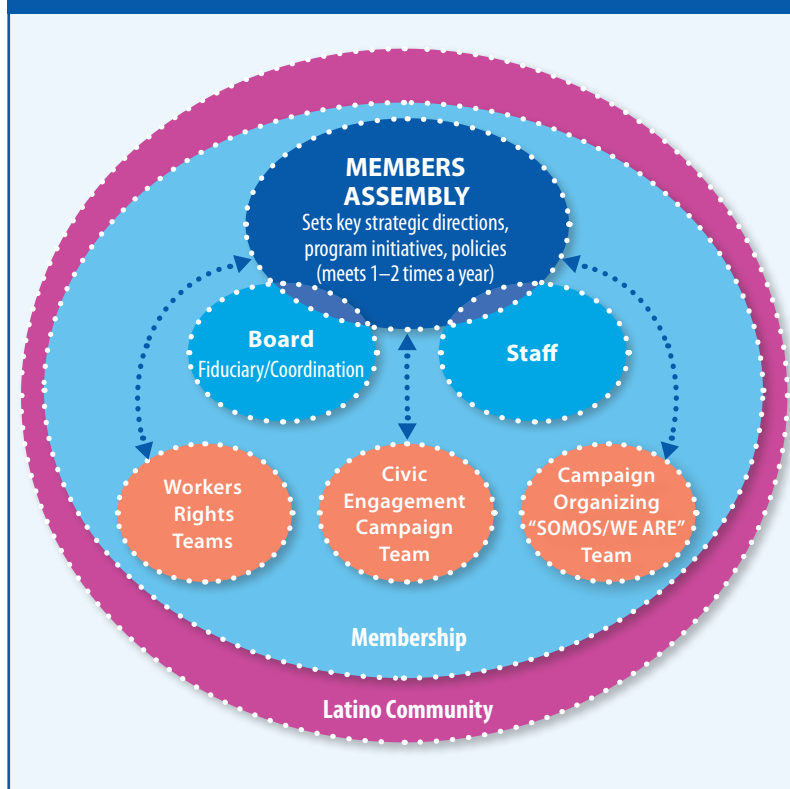 MEMBERS
ASSEMBLY
Sets key strategic directions,
program initiatives, policies
(meets 1–2 times a year)
Board
Fiduciary/Coordination
Staff
Workers
Rights
Teams
Civic
Engagement
Campaign
Team
Campaign
Organizing
“SOMOS/WE ARE”
Team
Membership
Latino Community